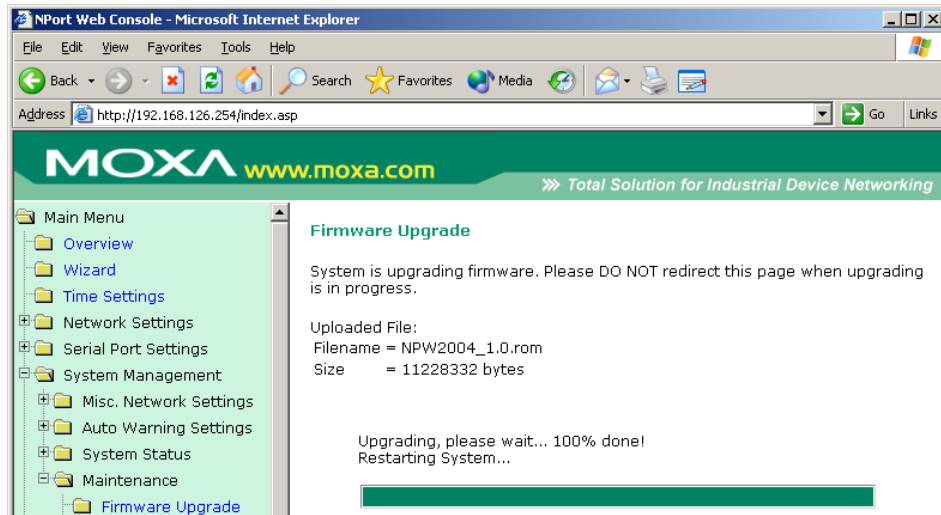 NPort Web Console - Microsoft Internet Explorer
File Edit View Favorites Tools Help
Back Search Favorites Media
Address http://192.168.126.254/index.asp Go Links
MOXA www.moxa.com
Total Solution for Industrial Device Networking
Main Menu
Overview
Wizard
Time Settings
Network Settings
Serial Port Settings
System Management
Misc. Network Settings
Auto Warning Settings
System Status
Maintenance
Firmware Upgrade
Firmware Upgrade
System is upgrading firmware. Please DO NOT redirect this page when upgrading
is in progress.
Uploaded File:
Filename = NPW2004_1.0.rom
Size = 11228332 bytes
Upgrading, please wait... 100% done!
Restarting System...